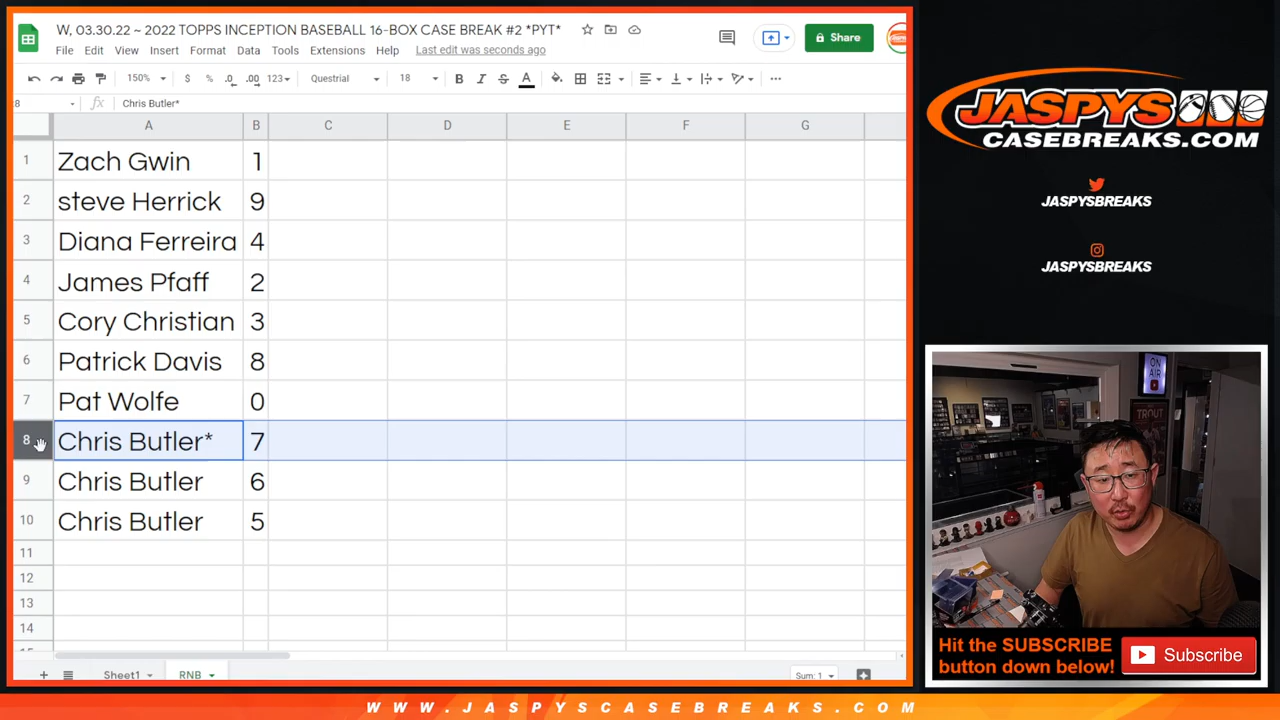 W, 03.30.22 ~ 2022 TOPPS INCEPTION BASEBALL 16-BOX CASE BREAK #2 *PYT*
File Edit View Insert Format Data Tools Extensions Help Last edit was seconds ago
Share
150% $ % .0 .00 123 Questrial 18 B I S A
8 fx Chris Butler*
A B C D E F G
1 Zach Gwin 1
2 steve Herrick 9
3 Diana Ferreira 4
4 James Pfaff 2
5 Cory Christian 3
6 Patrick Davis 8
7 Pat Wolfe 0
8 Chris Butler* 7
9 Chris Butler 6
10 Chris Butler 5
11
12
13
14
Sheet1 RNB Sum: 1
JASPYS
CASEBREAKS.COM
JASPYSBREAKS
JASPYSBREAKS
ON
AIR
TROUT
Hit the SUBSCRIBE
button down below!
Subscribe
WWW.JASPYSCASEBREAKS.COM